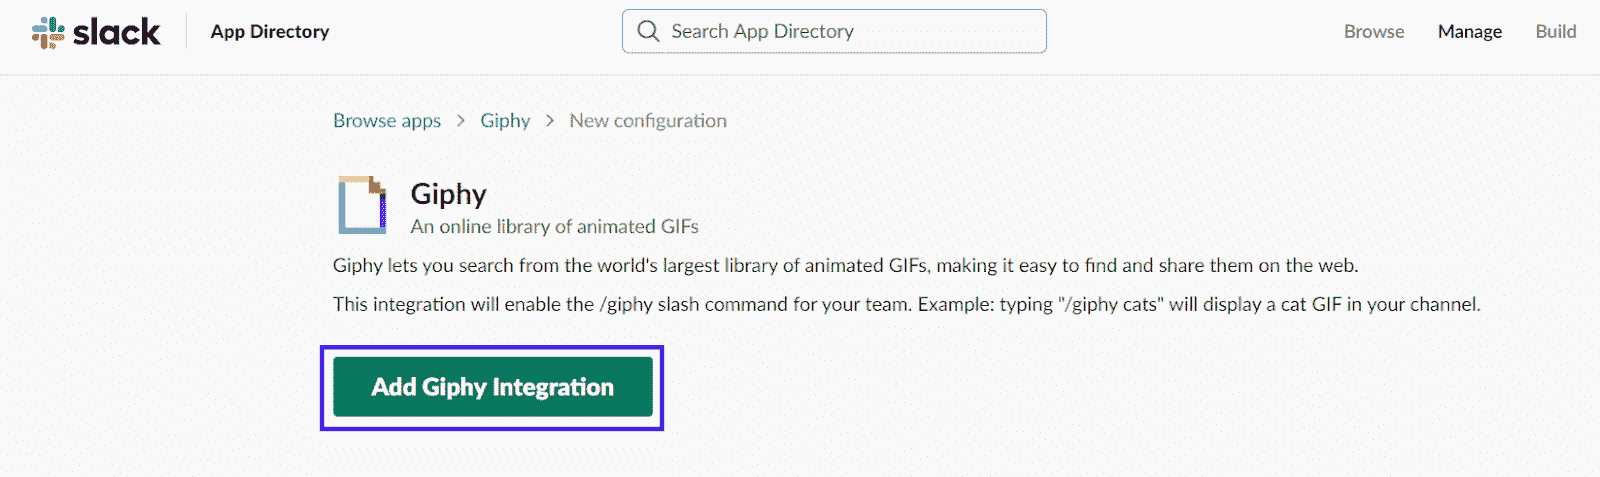 slack App Directory Search App Directory Browse Manage Build
Browse apps > Giphy > New configuration
Giphy
An online library of animated GIFs
Giphy lets you search from the world's largest library of animated GIFs, making it easy to find and share them on the web.
This integration will enable the /giphy slash command for your team. Example: typing "/giphy cats" will display a cat GIF in your channel.
Add Giphy Integration